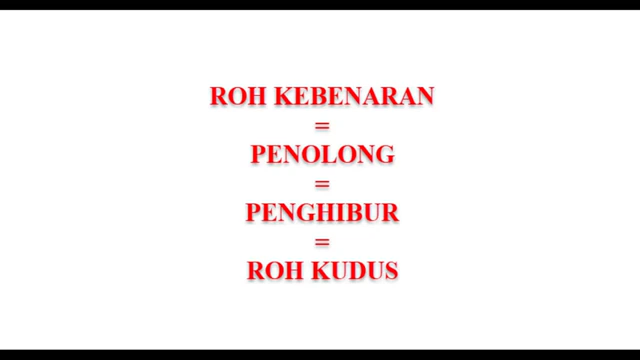 ROH KEBENARAN
=
PENOLONG
=
PENGHIBUR
=
ROH KUDUS